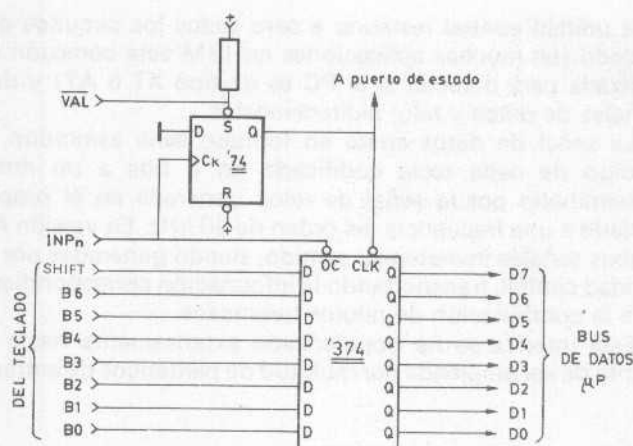 A puerto de estado
VAL
D S Q
Ck 74
R
INPn
OC CLK
SHIFT D Q D7
B6 D Q D6
B5 D Q D5
B4 D Q D4
B3 D 374 Q D3
B2 D Q D2
B1 D Q D1
B0 D Q D0
DEL TECLADO
BUS
DE DATOS
μP